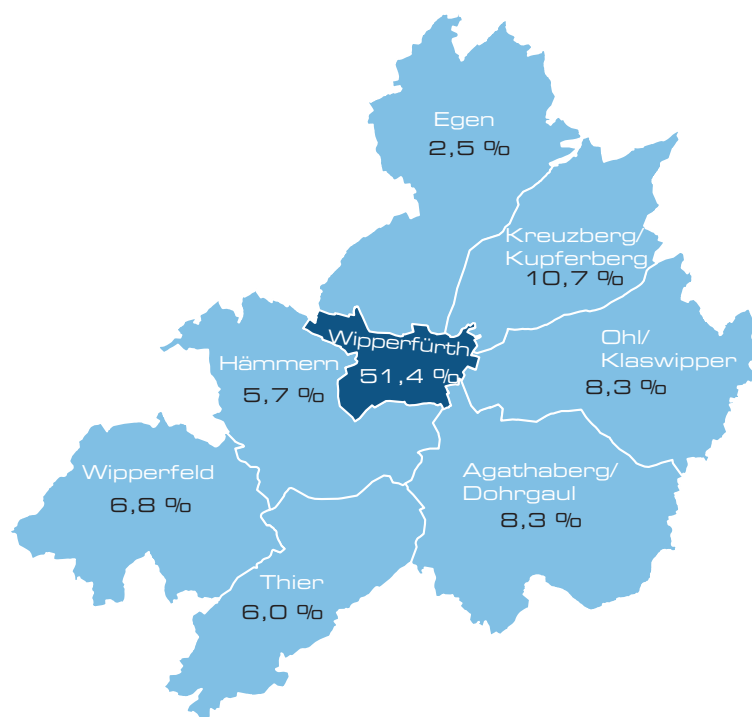 Egen
2,5 %
Kreuzberg/
Kupferberg
10,7 %
Wipperfürth
51,4 %
Ohl/
Klaswipper
8,3 %
Hämmern
5,7 %
Wipperfeld
6,8 %
Agathaberg/
Dohrgaul
8,3 %
Thier
6,0 %